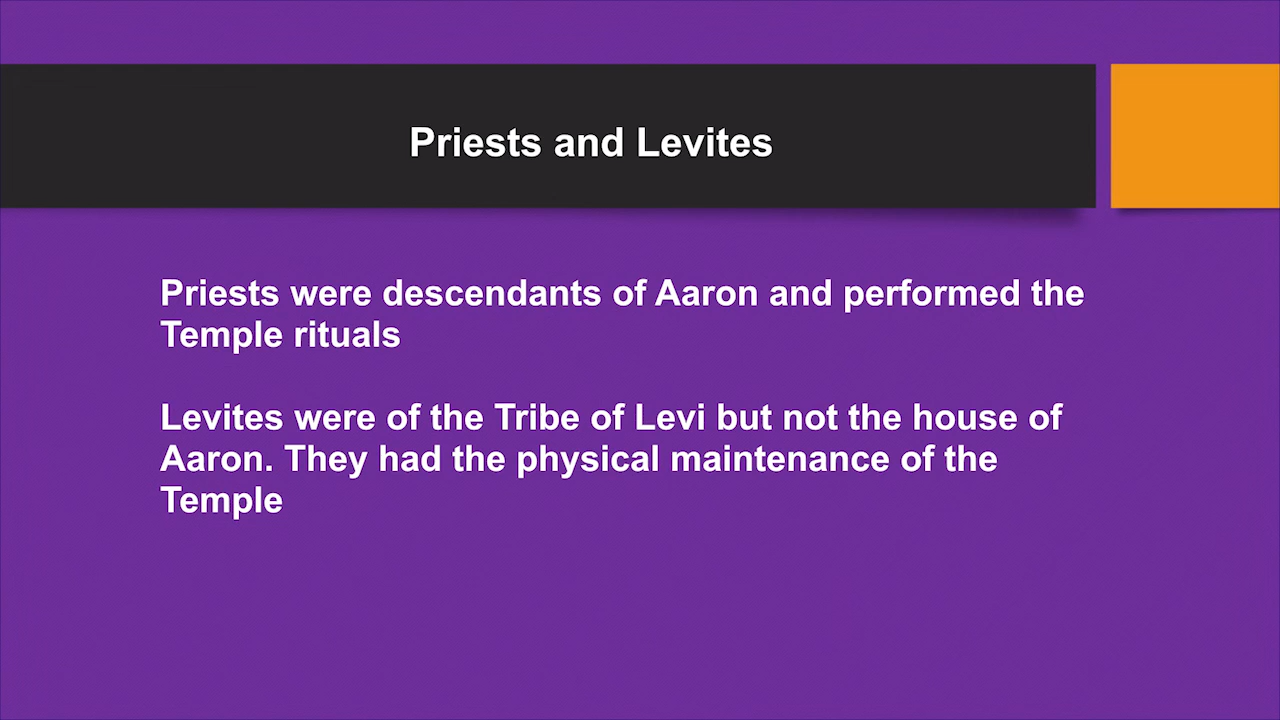 Priests and Levites
Priests were descendants of Aaron and performed the
Temple rituals
Levites were of the Tribe of Levi but not the house of
Aaron. They had the physical maintenance of the
Temple